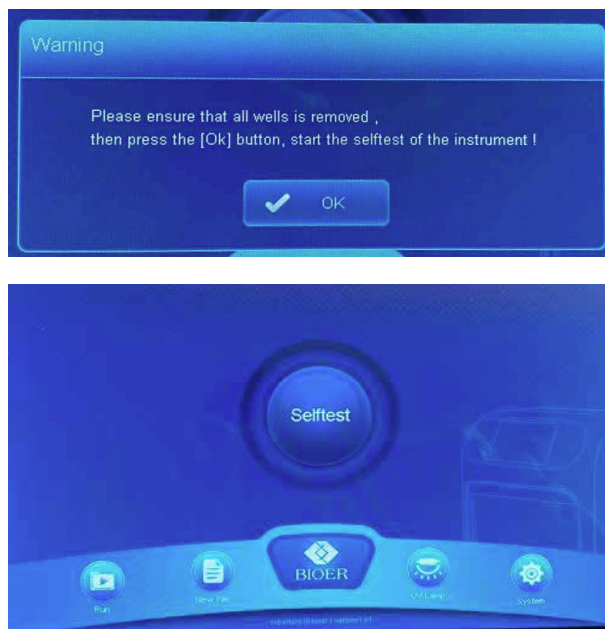 Warning
Please ensure that all wells is removed ,
then press the [Ok] button, start the selftest of the instrument !
OK
Selftest
BIOER
Run
New File
UV Lamp
System